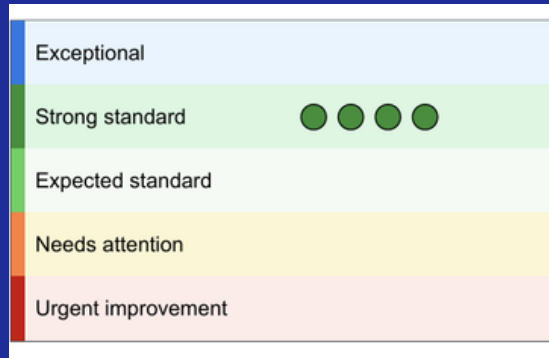 Exceptional
Strong standard
Expected standard
Needs attention
Urgent improvement